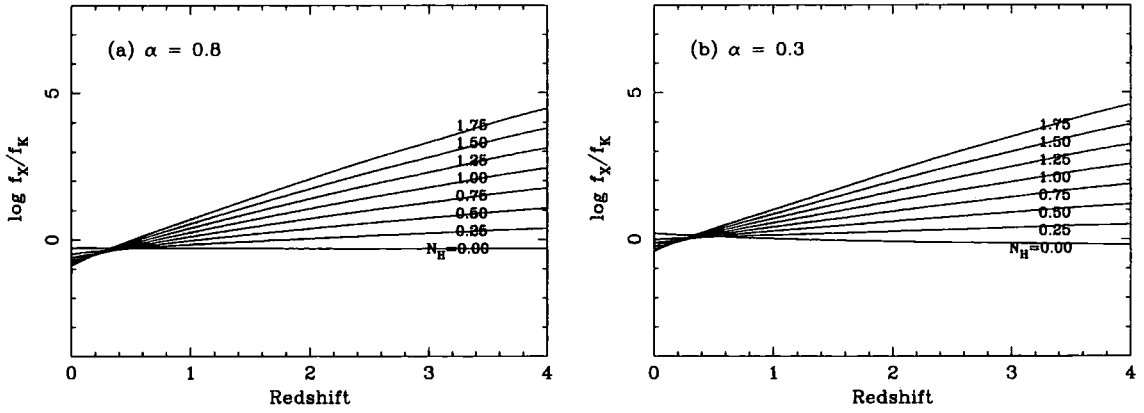 (a) α = 0.8
log f_X/f_K
5
0
1.75
1.50
1.25
1.00
0.75
0.50
0.25
N_H=0.00
0 1 2 3 4
Redshift
(b) α = 0.3
log f_X/f_K
5
0
1.75
1.50
1.25
1.00
0.75
0.50
0.25
N_H=0.00
0 1 2 3 4
Redshift